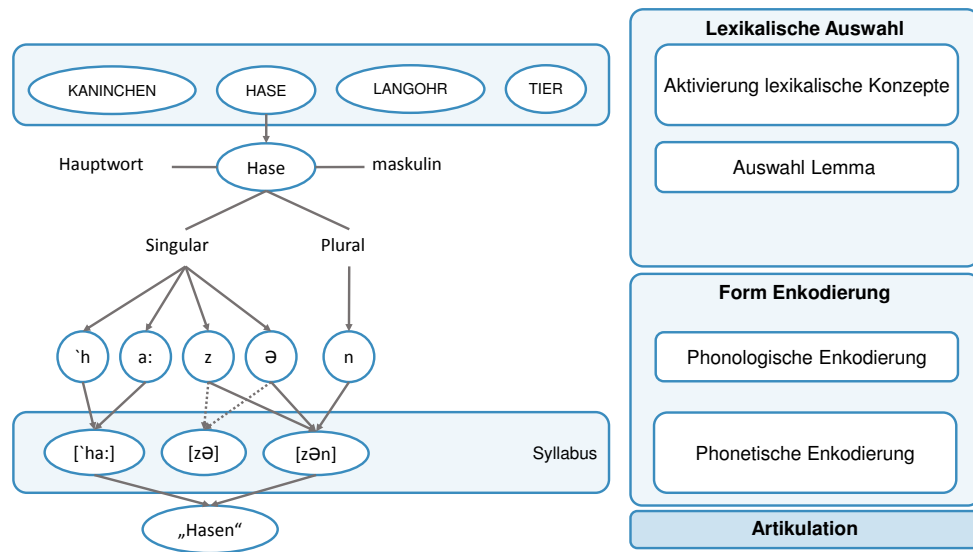 KANINCHEN
HASE
LANGOHR
TIER
Hauptwort
Hase
maskulin
Singular
Plural
`h
a:
z
Ə
n
[`ha:]
[zƏ]
[zƏn]
Syllabus
„Hasen“
Lexikalische Auswahl
Aktivierung lexikalische Konzepte
Auswahl Lemma
Form Enkodierung
Phonologische Enkodierung
Phonetische Enkodierung
Artikulation